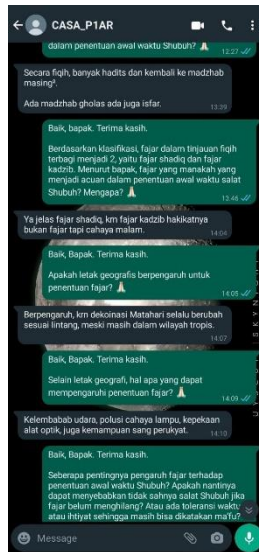 CASA_P1AR
dalam penentuan awal waktu Shubuh?
13.27
Secara fiqih, banyak hadits dan kembali ke madzhab
masing².
Ada madzhab gholas ada juga isfar.
13.39
Baik, bapak. Terima kasih.
Berdasarkan klasifikasi, fajar dalam tinjauan fiqih
terbagi menjadi 2, yaitu fajar shadiq dan fajar
kadzib. Menurut bapak, fajar yang manakah yang
menjadi acuan dalam penentuan awal waktu salat
Shubuh? Mengapa?
13.46
Ya jelas fajar shadiq, km fajar kadzib hakikatnya
bukan fajar tapi cahaya malam.
14.04
Baik, Bapak. Terima kasih.
Apakah letak geografis berpengaruh untuk
penentuan fajar?
14.05
Berpengaruh, krn dekoinasi Matahari selalu berubah
sesuai lintang, meski masih dalam wilayah tropis.
14.07
Baik, Bapak. Terima kasih.
Selain letak geografi, hal apa yang dapat
mempengaruhi penentuan fajar?
14.09
Kelembabab udara, polusi cahaya lampu, kepekaan
alat optik, juga kemampuan sang perukyat.
14.10
Baik, Bapak. Terima kasih.
Seberapa pentingnya pengaruh fajar terhadap
penentuan awal waktu Shubuh? Apakah nantinya
dapat menyebabkan tidak sahnya salat Shubuh jika
fajar belum menghilang? Atau ada toleransi waktu
atau ihtiyat sehingga masih bisa dikatakan ma'fu?
Message